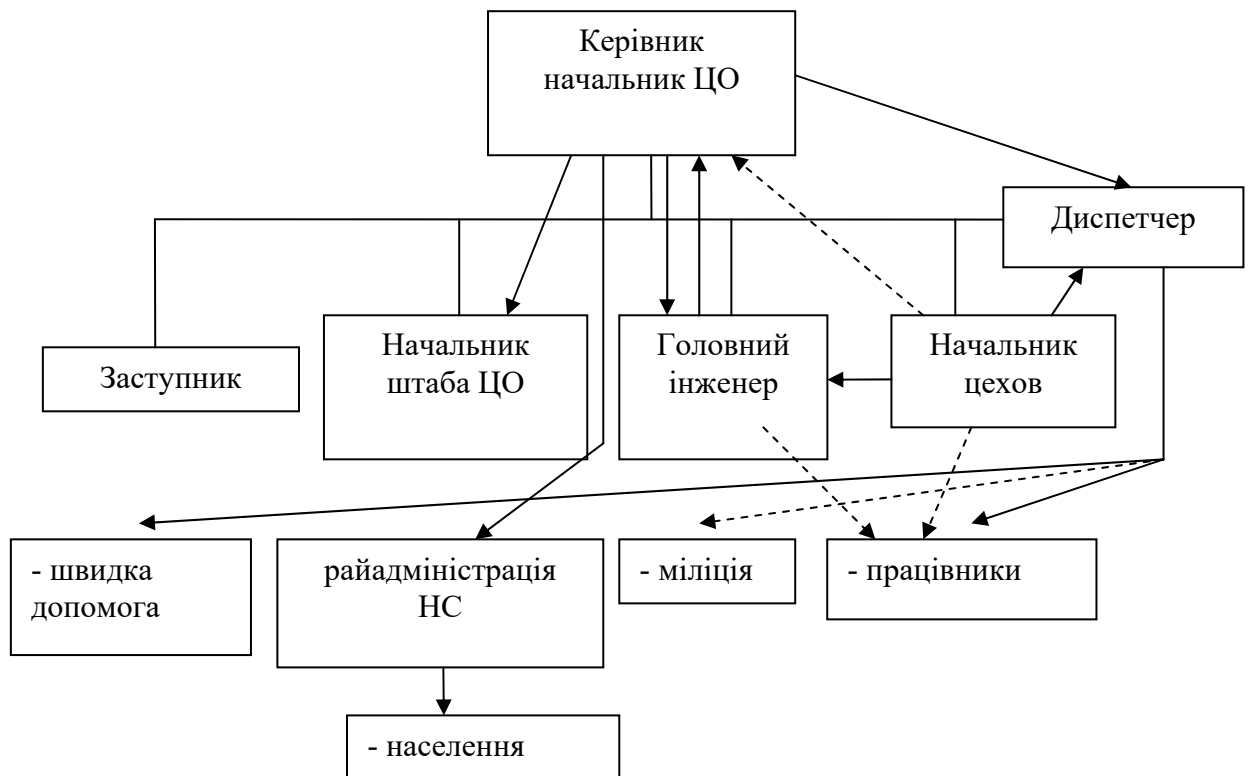 Керівник
начальник ЦО
Диспетчер
Заступник
Начальник
штаба ЦО
Головний
інженер
Начальник
цехов
- швидка
допомога
райадміністрація
НС
- міліція
- працівники
- населення